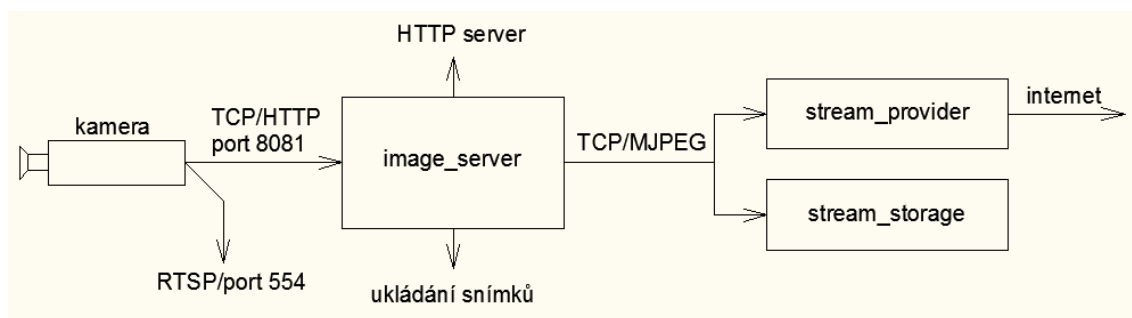 HTTP server
kamera
TCP/HTTP
port 8081
image_server
TCP/MJPEG
stream_provider
internet
stream_storage
RTSP/port 554
ukládání snímků